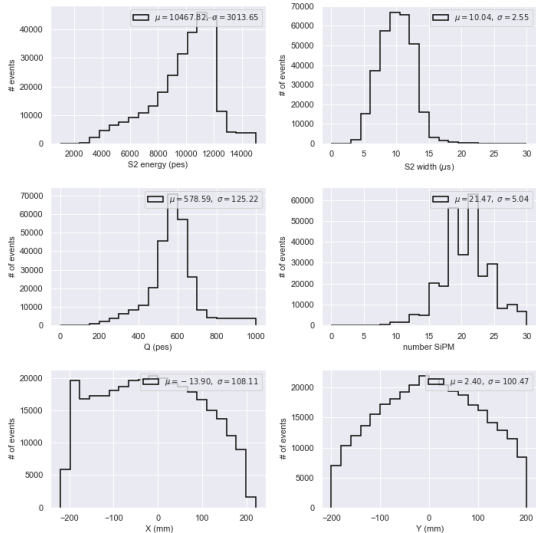 # of events
40000
30000
20000
10000
0
μ = 10467.82, σ = 3013.65
2000 4000 6000 8000 10000 12000 14000
S2 energy (pes)
# of events
70000
60000
50000
40000
30000
20000
10000
0
μ = 10.04, σ = 2.55
0 5 10 15 20 25 30
S2 width (μs)
# of events
70000
60000
50000
40000
30000
20000
10000
0
μ = 578.59, σ = 125.22
0 200 400 600 800 1000
Q (pes)
# of events
60000
50000
40000
30000
20000
10000
0
μ = 21.47, σ = 5.04
0 5 10 15 20 25 30
number SiPM
# of events
20000
15000
10000
5000
0
μ = −13.90, σ = 108.11
−200 −100 0 100 200
X (mm)
# of events
20000
15000
10000
5000
0
μ = 2.40, σ = 100.47
−200 −100 0 100 200
Y (mm)